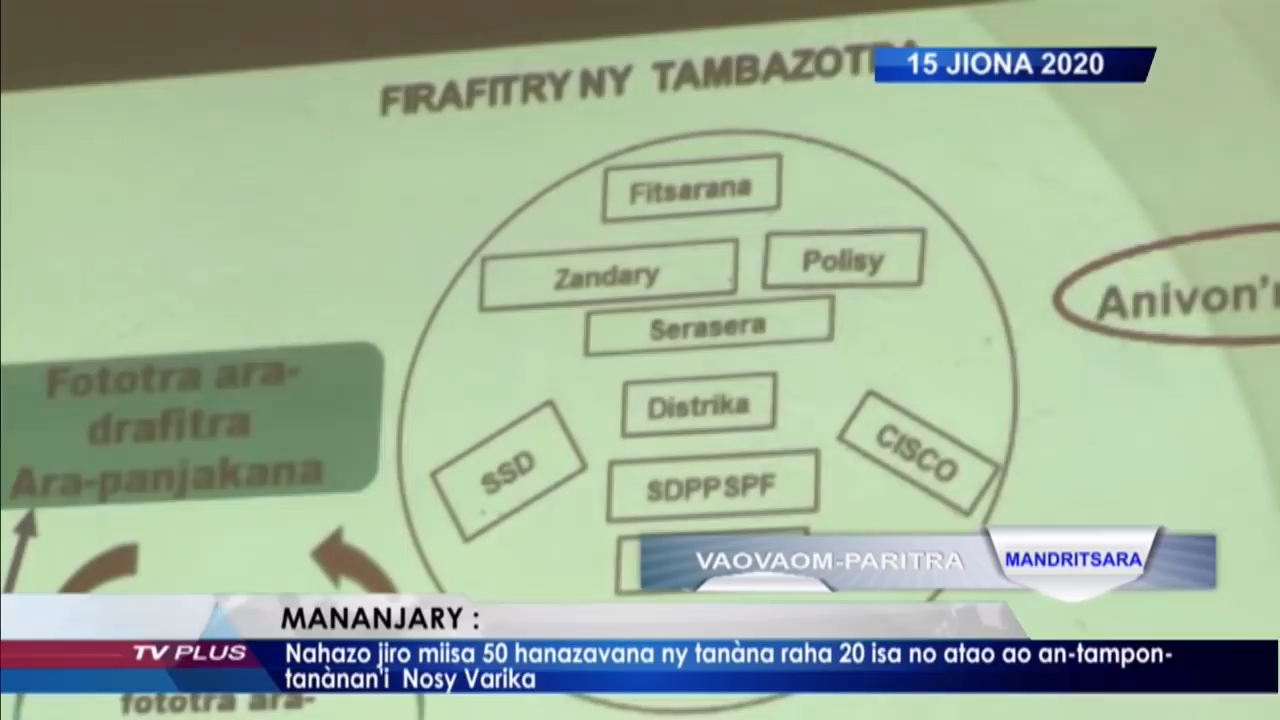 15 JIONA 2020
FIRAFITRY NY TAMBAZOTRA
Fitsarana
Zandary
Polisy
Serasera
Anivon'
Fototra ara-
drafitra
Ara-panjakana
Distrika
SSD
CISCO
SDPPSPF
VAOVAOM-PARITRA
MANDRITSARA
MANANJARY :
TV PLUS
Nahazo jiro miisa 50 hanazavana ny tanàna raha 20 isa no atao ao an-tampon-
tanànan'i Nosy Varika
fototra ara-